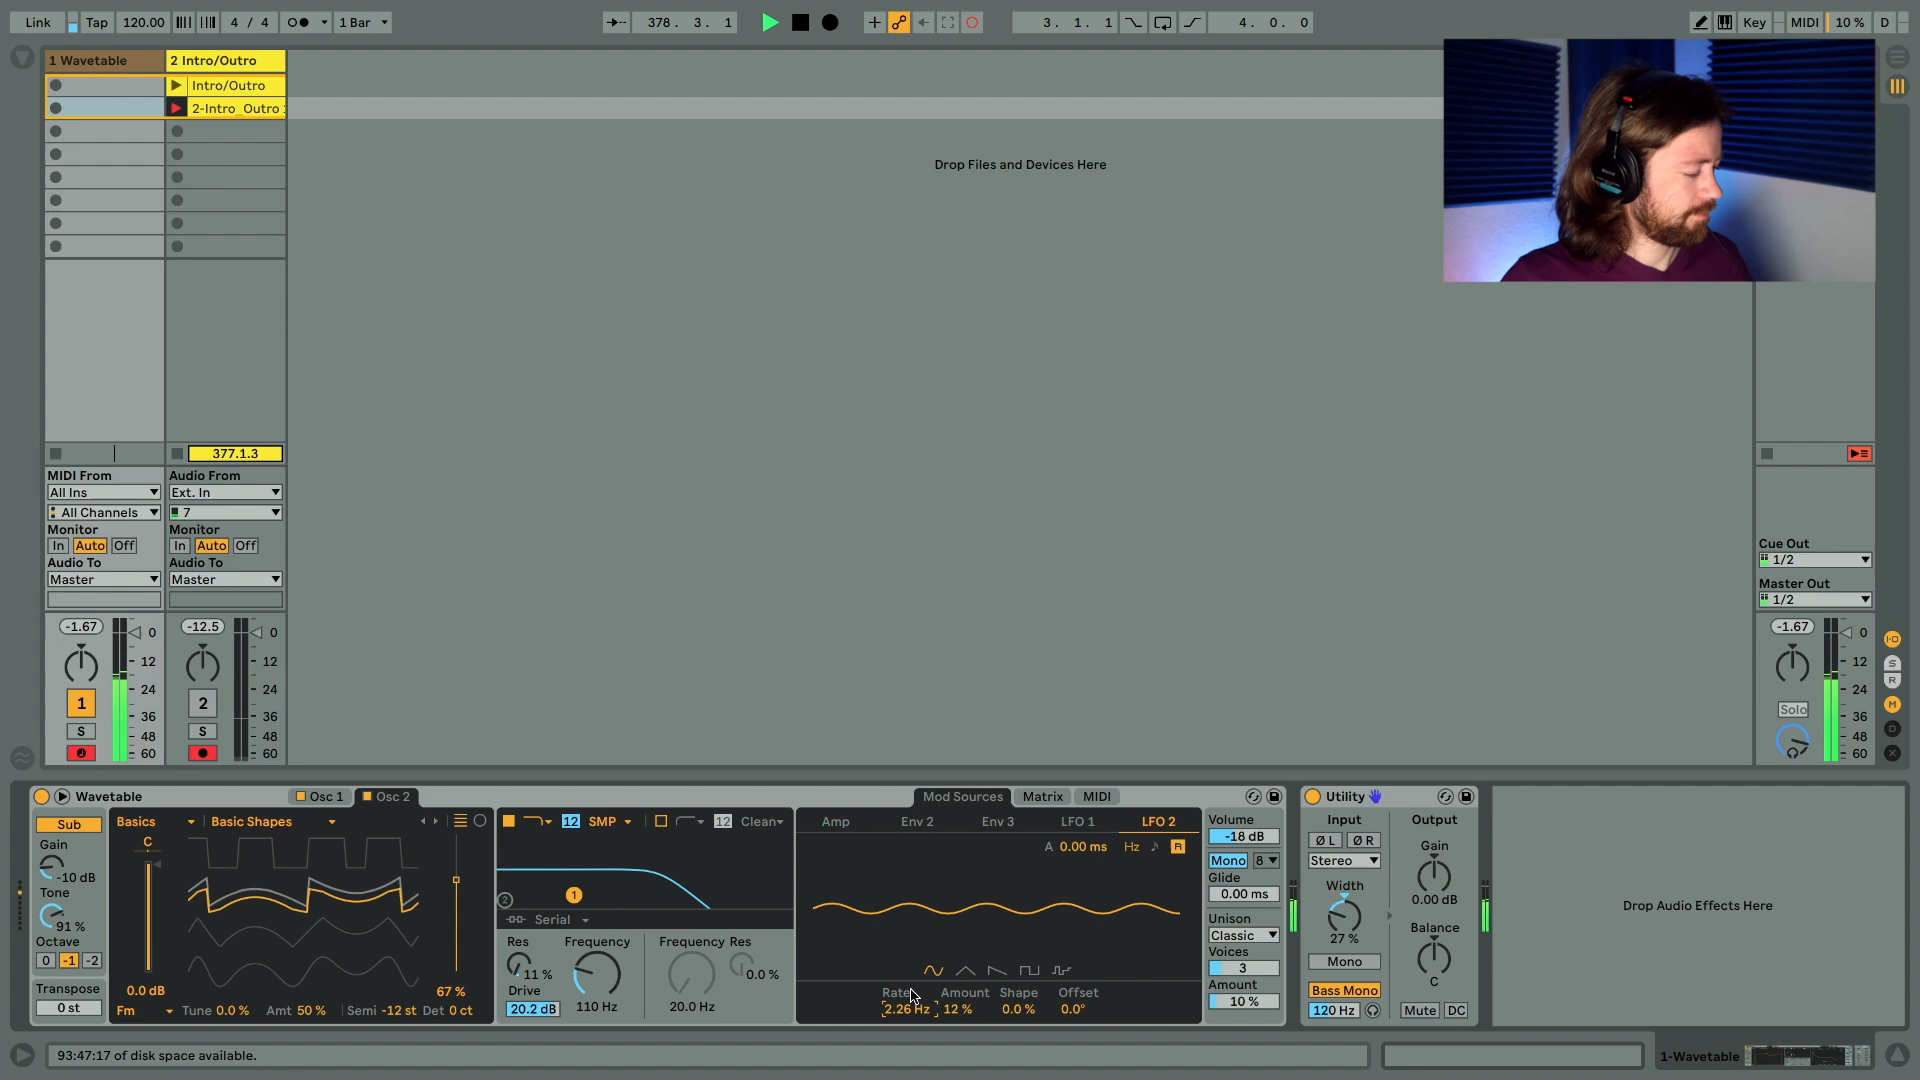 Link Tap 120.00 4 / 4 1 Bar 378. 3. 1 3. 1. 1 4. 0. 0 Key MIDI 10 % D
1 Wavetable 2 Intro/Outro
Intro/Outro
2-Intro_Outro
Drop Files and Devices Here
377.1.3
MIDI From Audio From
All Ins Ext. In
All Channels 7
Monitor Monitor
In Auto Off In Auto Off
Audio To Audio To
Master Master
Cue Out
1/2
Master Out
1/2
-1.67 -12.5 -1.67
0 0 0
12 12 12
24 24 24
36 36 36
48 48 48
60 60 60
1 2 Solo
S S
S
R
M
D
X
Wavetable Osc 1 Osc 2 Mod Sources Matrix MIDI Utility
Sub Basics Basic Shapes 12 SMP 12 Clean Amp Env 2 Env 3 LFO 1 LFO 2 Volume Input Output
Gain C A 0.00 ms Hz R -18 dB Ø L Ø R Gain
-10 dB Mono 8 Stereo 0.00 dB
Tone 2 1 Glide Width Balance
91 % Serial 0.00 ms 27 % C
Octave Res Frequency Frequency Res Unison Mono
0 -1 -2 11 % 0.0 % Classic
Transpose 0.0 dB 67 % Drive Rate Amount Shape Offset Voices Bass Mono
0 st 20.2 dB 110 Hz 20.0 Hz 2.26 Hz 12 % 0.0 % 0.0° 3 120 Hz Mute DC
Fm Tune 0.0 % Amt 50 % Semi -12 st Det 0 ct Amount
10 %
Drop Audio Effects Here
93:47:17 of disk space available. 1-Wavetable